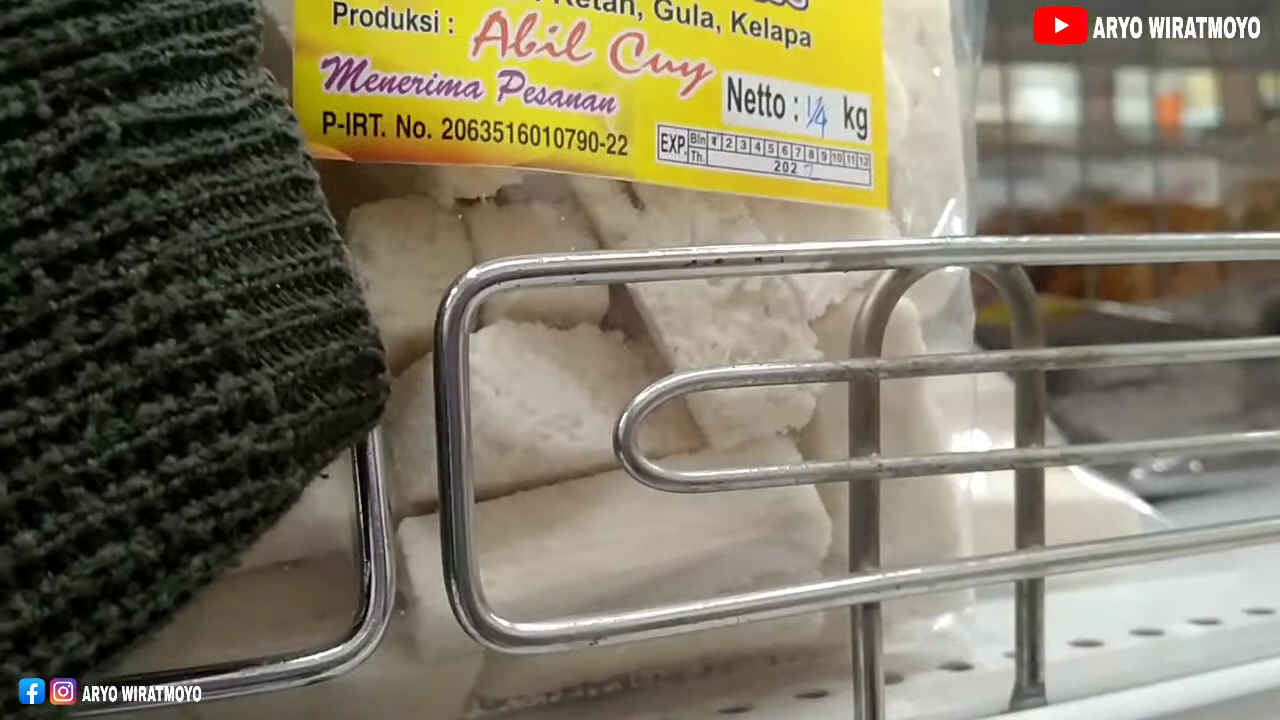 Ketan, Gula, Kelapa
Produksi : Abil Cuy
Menerima Pesanan
Netto : 1/4 kg
P-IRT. No. 2063516010790-22
EXP. Bln 1 2 3 4 5 6 7 8 9 10 11 12
Th. 202
ARYO WIRATMOYO
ARYO WIRATMOYO